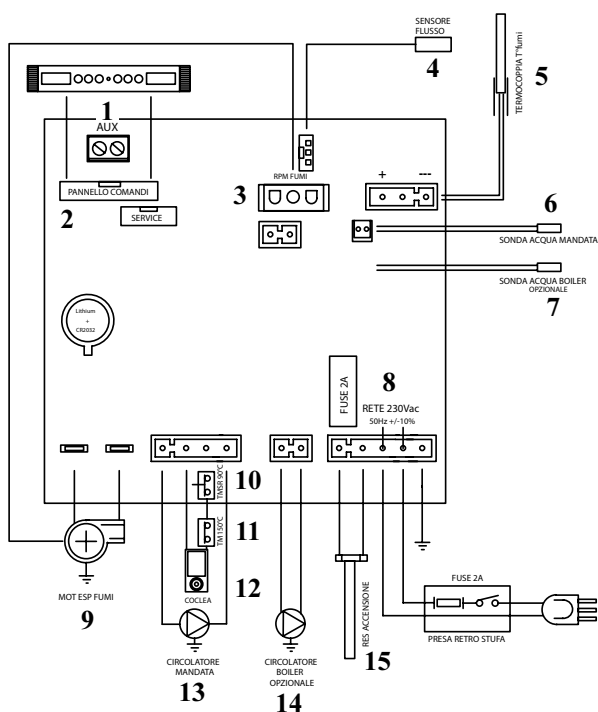 SENSORE
FLUSSO
4
TERMOCOPPIA T°fumi
5
1
AUX
RPM FUMI
3
+ ---
PANNELLO COMANDI
2
SERVICE
6
SONDA ACQUA MANDATA
SONDA ACQUA BOILER
OPZIONALE
7
Lithium
+
CR2032
FUSE 2A
8
RETE 230Vac
50Hz +/-10%
TMSR 90°C
10
TM150°C
11
COCLEA
12
MOT ESP FUMI
9
CIRCOLATORE
MANDATA
13
CIRCOLATORE
BOILER
OPZIONALE
14
RES ACCENSIONE
15
FUSE 2A
PRESA RETRO STUFA